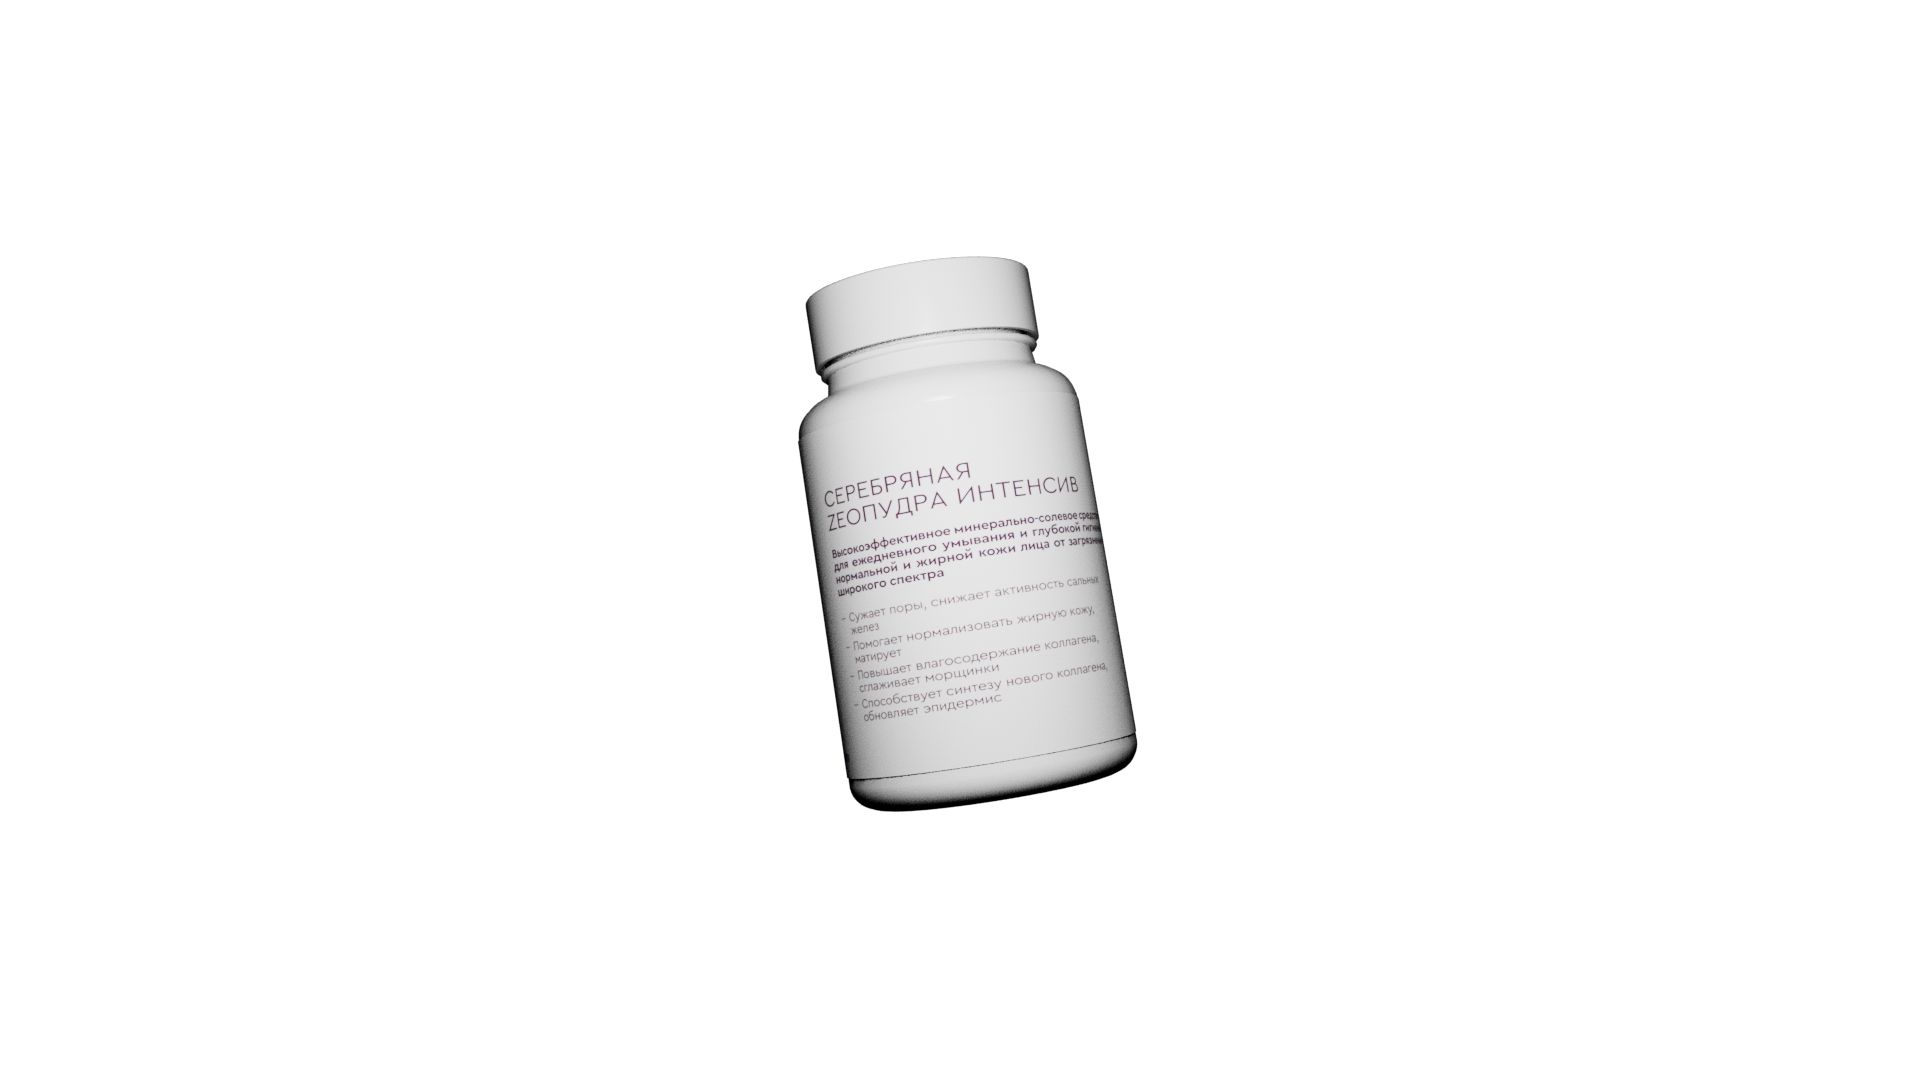 СЕРЕБРЯНАЯ
ZEОПУДРА ИНТЕНСИВ
Высокоэффективное минерально-солевое
для ежедневного умывания и глубокой
нормальной и жирной кожи лица от
широкого спектра
– Сужает поры, снижает активность сальных
желез
– Помогает нормализовать жирную кожу,
матирует
– Повышает влагосодержание коллагена,
сглаживает морщинки
– Способствует синтезу нового коллагена,
обновляет эпидермис